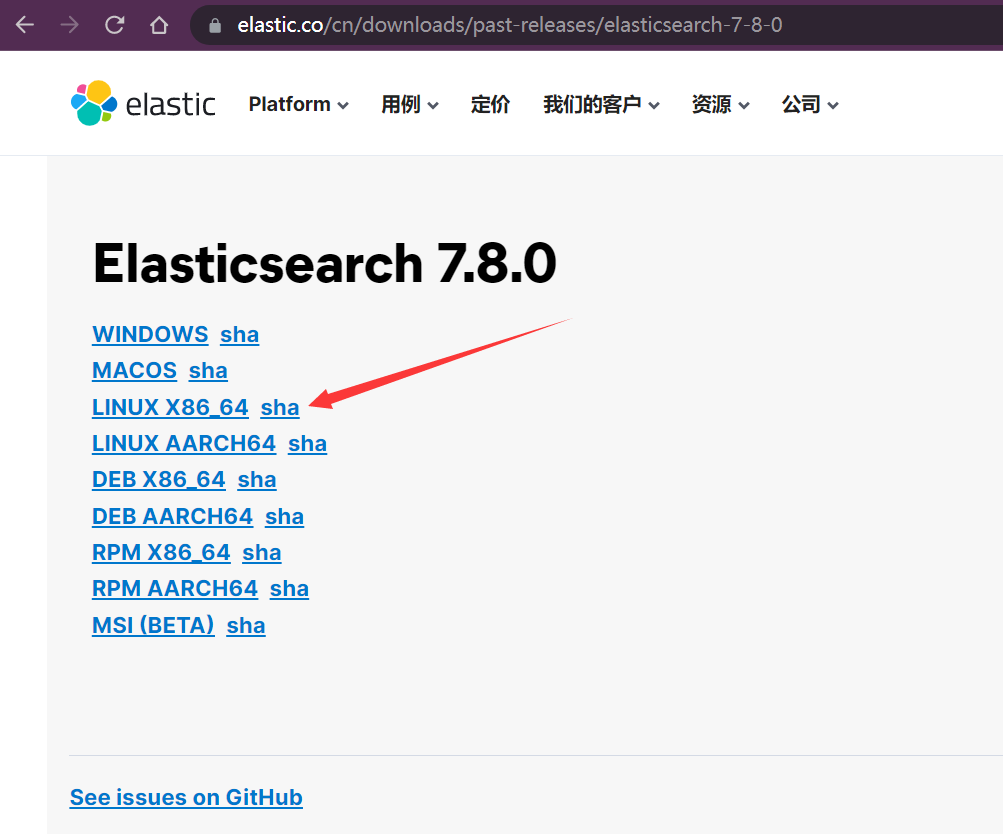 elastic.co/cn/downloads/past-releases/elasticsearch-7-8-0
elastic Platform 用例 定价 我们的客户 资源 公司
Elasticsearch 7.8.0
WINDOWS sha
MACOS sha
LINUX X86_64 sha
LINUX AARCH64 sha
DEB X86_64 sha
DEB AARCH64 sha
RPM X86_64 sha
RPM AARCH64 sha
MSI (BETA) sha
See issues on GitHub